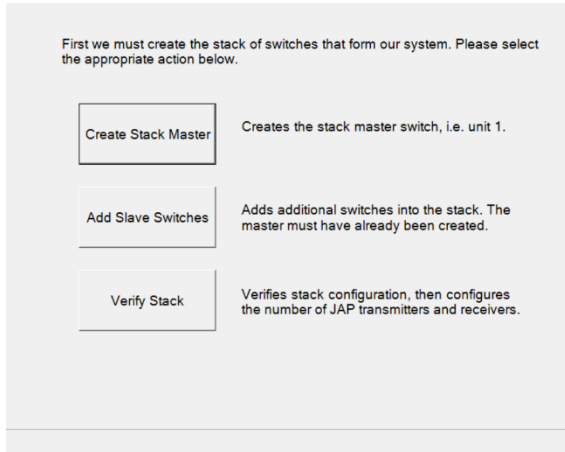 First we must create the stack of switches that form our system. Please select
the appropriate action below.
Create Stack Master
Creates the stack master switch, i.e. unit 1.
Add Slave Switches
Adds additional switches into the stack. The
master must have already been created.
Verify Stack
Verifies stack configuration, then configures
the number of JAP transmitters and receivers.